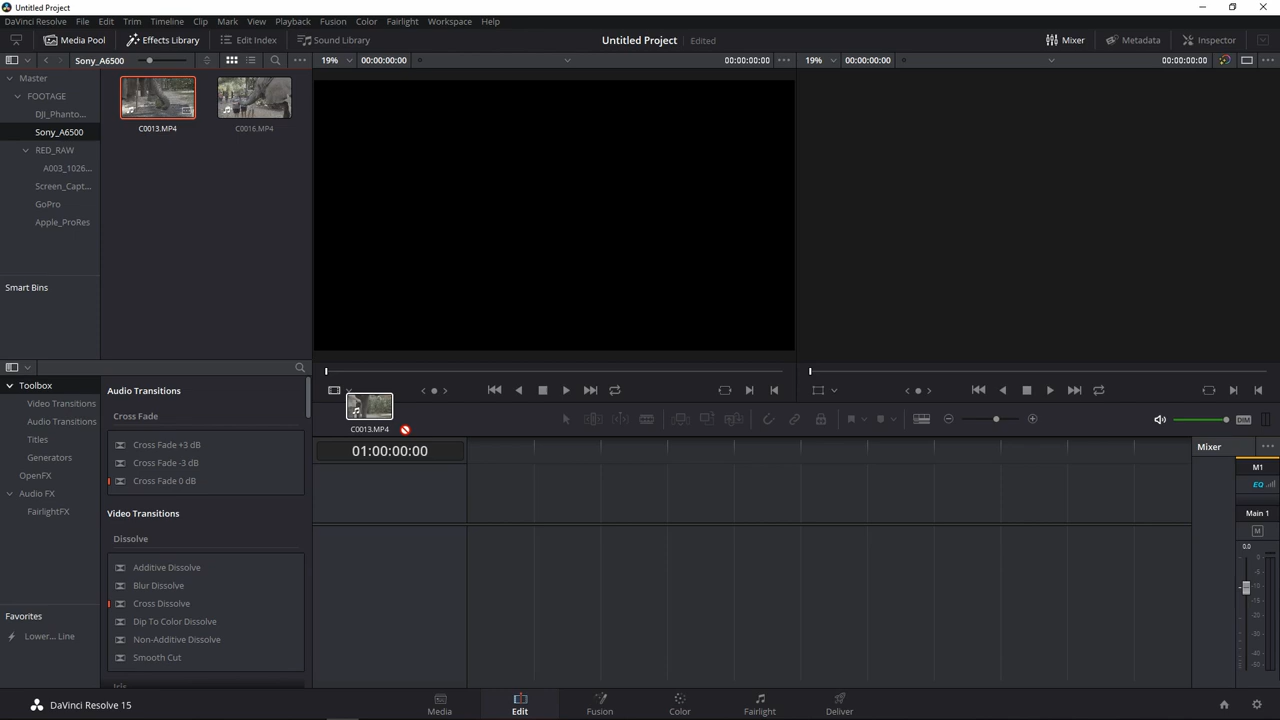 Untitled Project
DaVinci Resolve File Edit Trim Timeline Clip Mark View Playback Fusion Color Fairlight Workspace Help
Media Pool Effects Library Edit Index Sound Library Untitled Project Edited Mixer Metadata Inspector
Sony_A6500 19% 00:00:00:00 00:00:00:00 19% 00:00:00:00 00:00:00:00
Master
FOOTAGE
DJI_Phanto...
Sony_A6500
RED_RAW
A003_1026...
Screen_Capt...
GoPro
Apple_ProRes
C0013.MP4 C0016.MP4
Smart Bins
Toolbox
Video Transitions
Audio Transitions
Titles
Generators
OpenFX
Audio FX
FairlightFX
Favorites
Lower... Line
Audio Transitions
Cross Fade
Cross Fade +3 dB
Cross Fade -3 dB
Cross Fade 0 dB
Video Transitions
Dissolve
Additive Dissolve
Blur Dissolve
Cross Dissolve
Dip To Color Dissolve
Non-Additive Dissolve
Smooth Cut
C0013.MP4
DIM
01:00:00:00
Mixer
M1
EQ
Main 1
M
0.0
DaVinci Resolve 15
Media Edit Fusion Color Fairlight Deliver